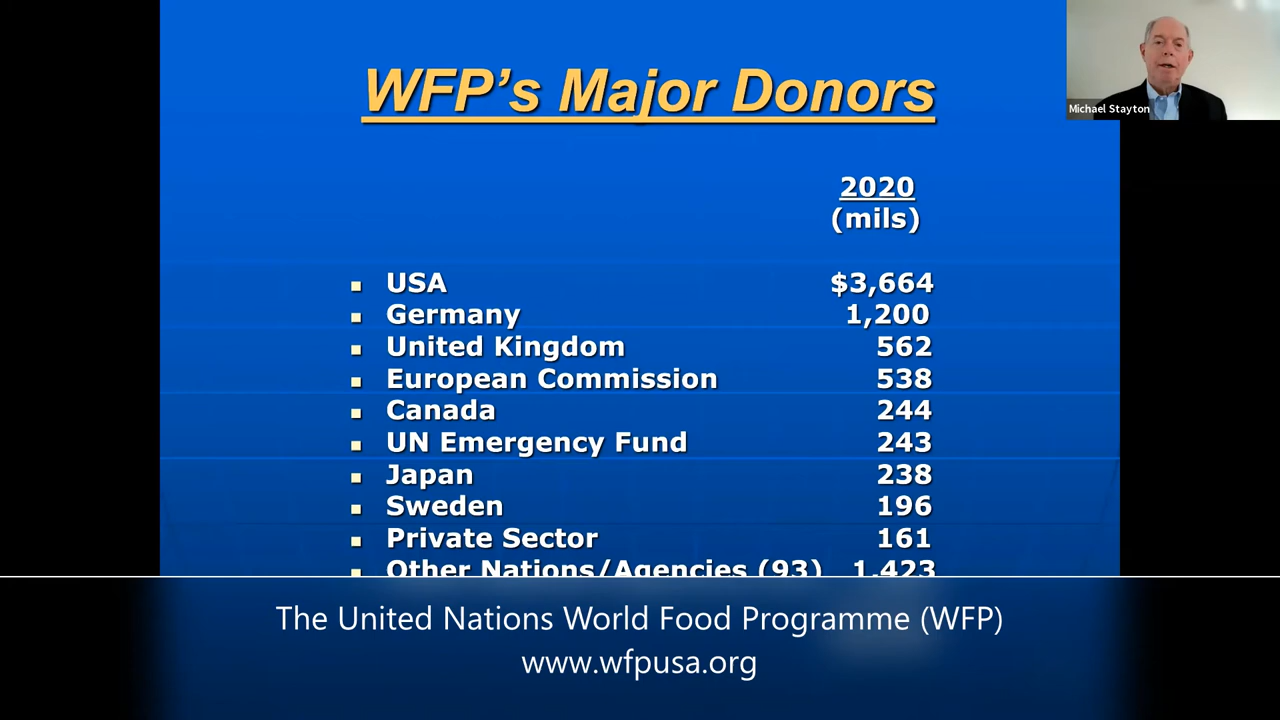 WFP's Major Donors
Michael Stayton
2020
(mils)
USA $3,664
Germany 1,200
United Kingdom 562
European Commission 538
Canada 244
UN Emergency Fund 243
Japan 238
Sweden 196
Private Sector 161
Other Nations/Agencies (93) 1,423
The United Nations World Food Programme (WFP)
www.wfpusa.org